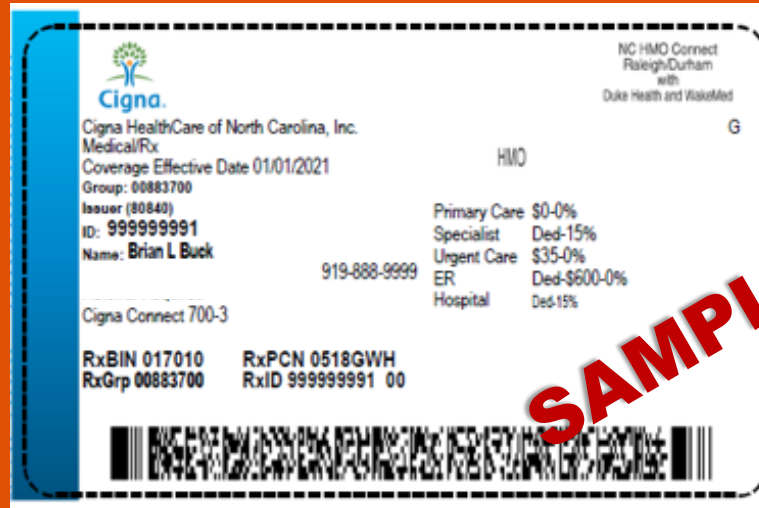 Cigna.
NC HMO Connect
Raleigh/Durham
with
Duke Health and WakeMed
G
Cigna HealthCare of North Carolina, Inc.
Medical/Rx
Coverage Effective Date 01/01/2021
HMO
Group: 00883700
Issuer (80840)
ID: 999999991
Name: Brian L Buck
919-888-9999
Primary Care $0-0%
Specialist Ded-15%
Urgent Care $35-0%
ER Ded-$600-0%
Hospital Ded-15%
Cigna Connect 700-3
RxBIN 017010 RxPCN 0518GWH
RxGrp 00883700 RxID 999999991 00
SAMPL